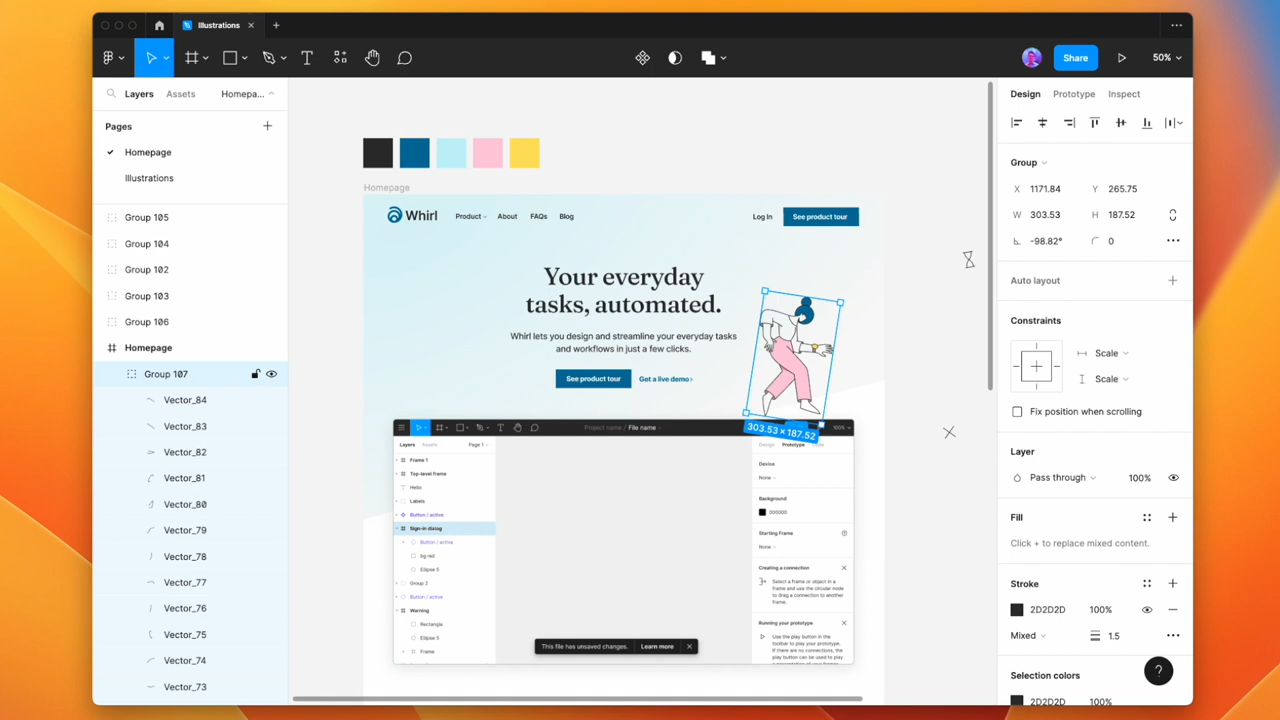 Illustrations
Share
50%
Layers
Assets
Homepa...
Pages
Homepage
Illustrations
Group 105
Group 104
Group 102
Group 103
Group 106
Homepage
Group 107
Vector_84
Vector_83
Vector_82
Vector_81
Vector_80
Vector_79
Vector_78
Vector_77
Vector_76
Vector_75
Vector_74
Vector_73
Homepage
Whirl
Product
About
FAQs
Blog
Log In
See product tour
Your everyday
tasks, automated.
Whirl lets you design and streamline your everyday tasks
and workflows in just a few clicks.
See product tour
Get a live demo
303.53 × 187.52
Project name / File name
100%
Layers
Assets
Page 1
Frame 1
Top-level frame
Hello
Labels
Button / active
Sign-in dialog
Button / active
bg red
Ellipse 5
Group 2
Button / active
Warning
Rectangle
Ellipse 5
Frame
This file has unsaved changes.
Learn more
Design
Prototype
Device
None
Background
000000
Starting Frame
None
Creating a connection
Select a frame or object in a
frame and use the circular node
to drag a connection to another
frame.
Running your prototype
Use the play button in the
toolbar to play your prototype.
If there are no connections, the
play button can be used to play
Design
Prototype
Inspect
Group
X 1171.84
Y 265.75
W 303.53
H 187.52
-98.82°
0
Auto layout
Constraints
Scale
Scale
Fix position when scrolling
Layer
Pass through
100%
Fill
Click + to replace mixed content.
Stroke
2D2D2D
100%
Mixed
1.5
Selection colors
2D2D2D
100%
?